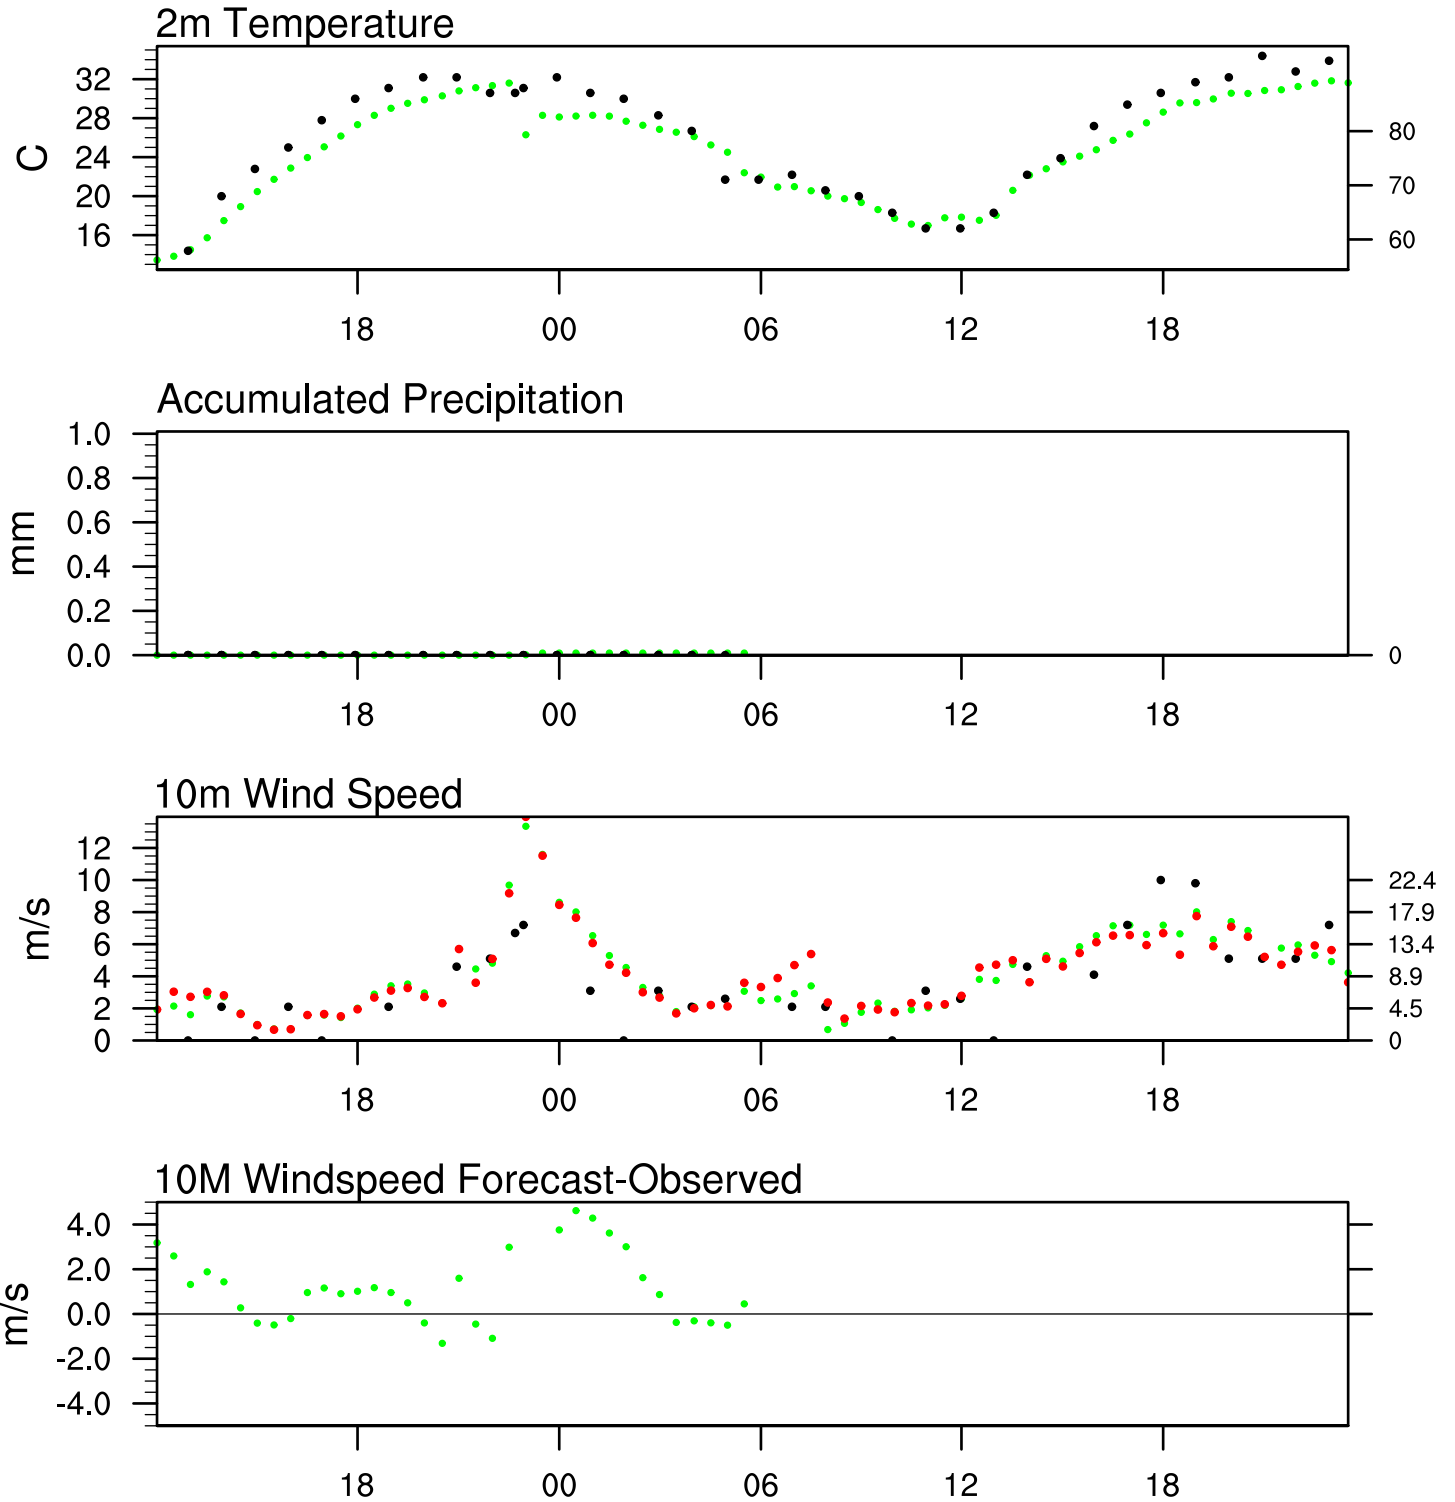 2m Temperature
32
28
24
20
16
C
80
70
60
18 00 06 12 18
Accumulated Precipitation
1.0
0.8
0.6
0.4
0.2
0.0
mm
0
18 00 06 12 18
10m Wind Speed
12
10
8
6
4
2
0
m/s
22.4
17.9
13.4
8.9
4.5
0
18 00 06 12 18
10M Windspeed Forecast-Observed
4.0
2.0
0.0
-2.0
-4.0
m/s
18 00 06 12 18